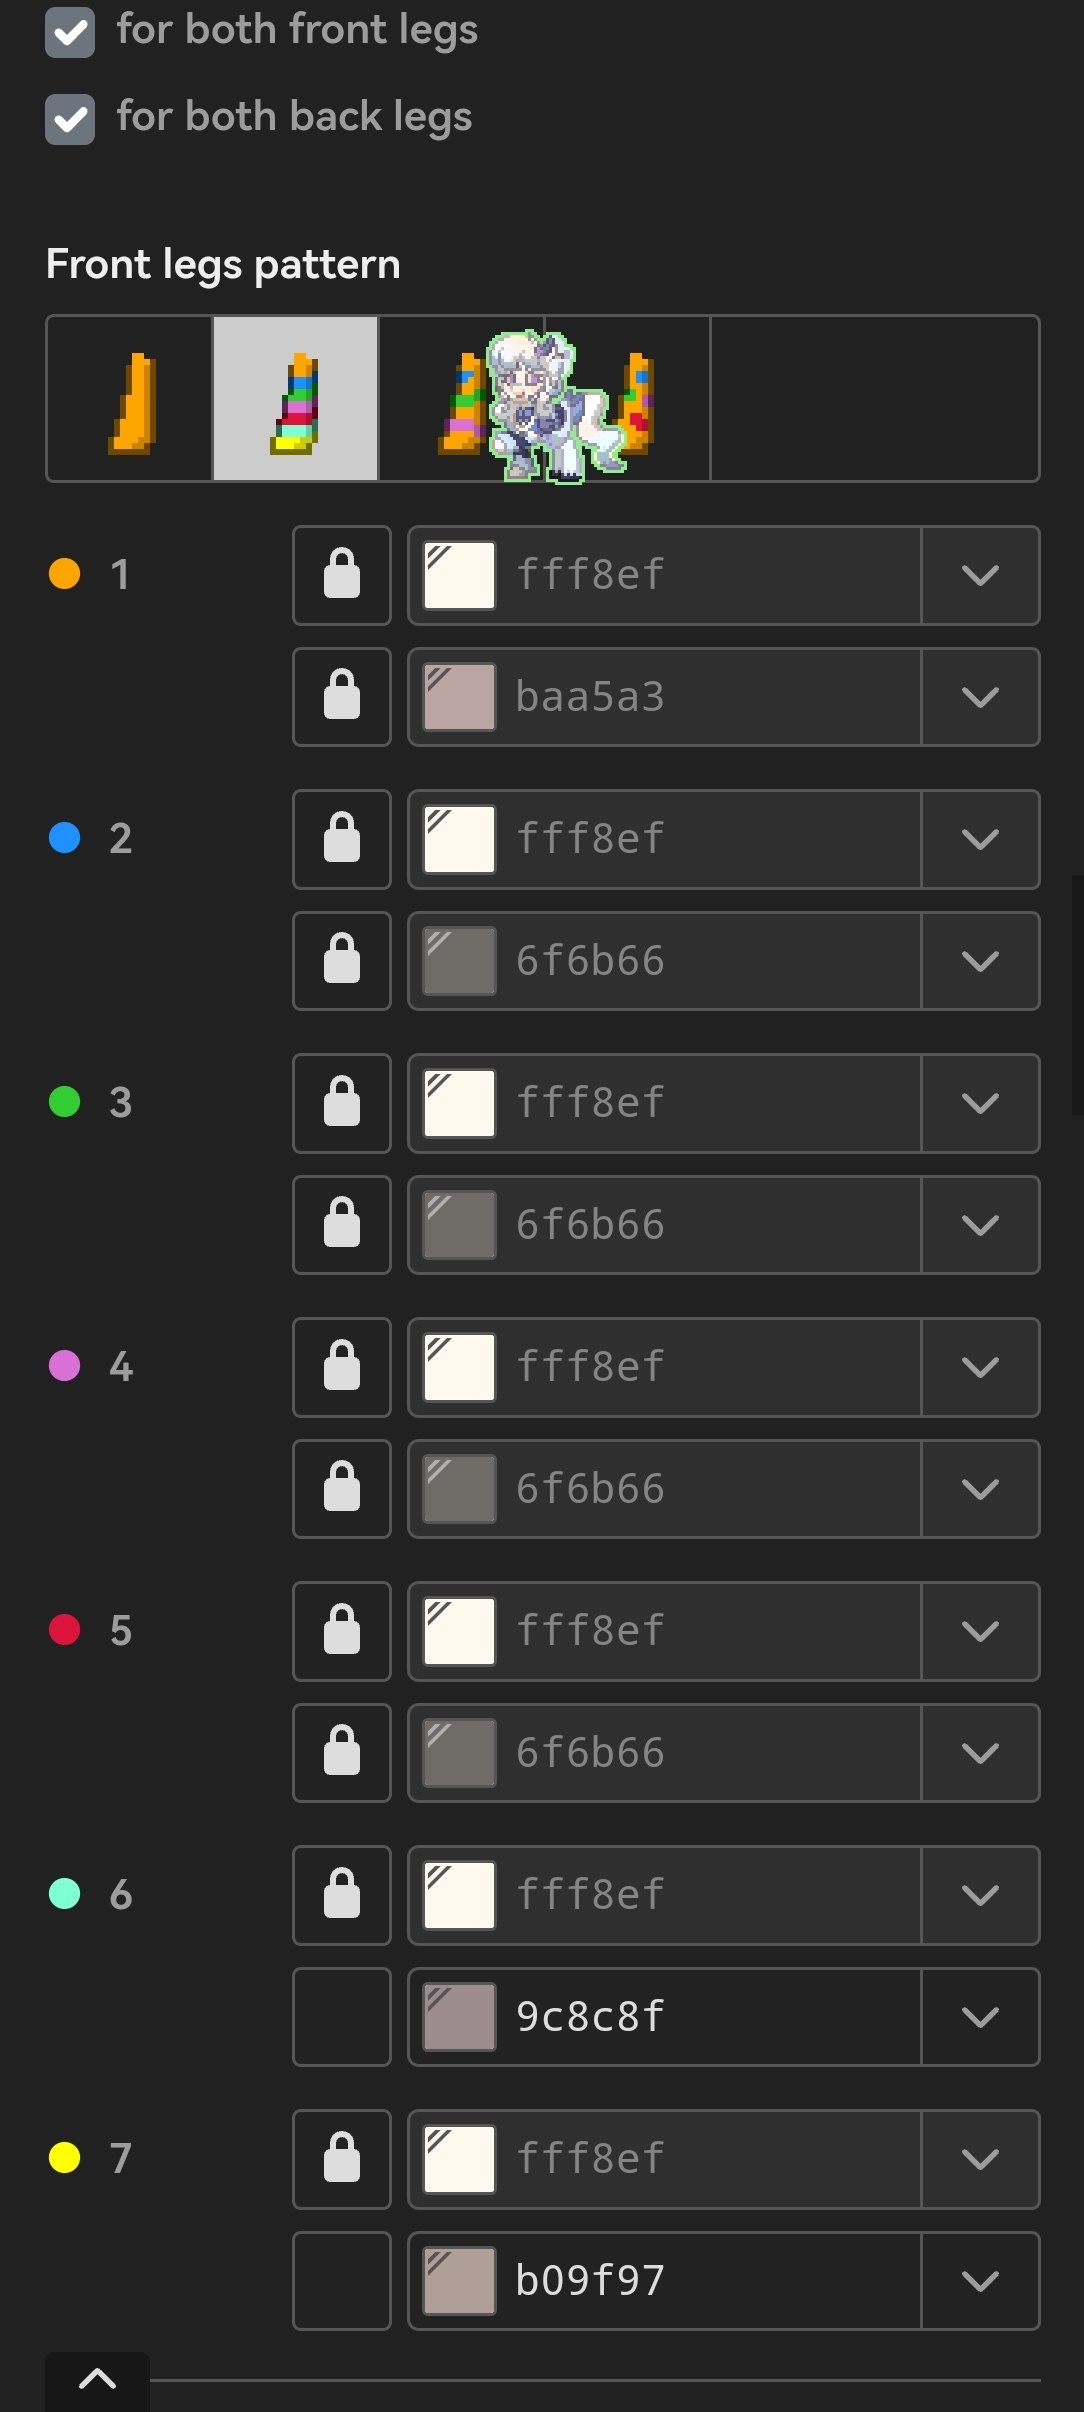 for both front legs
for both back legs
Front legs pattern
1 fff8ef
baa5a3
2 fff8ef
6f6b66
3 fff8ef
6f6b66
4 fff8ef
6f6b66
5 fff8ef
6f6b66
6 fff8ef
9c8c8f
7 fff8ef
b09f97